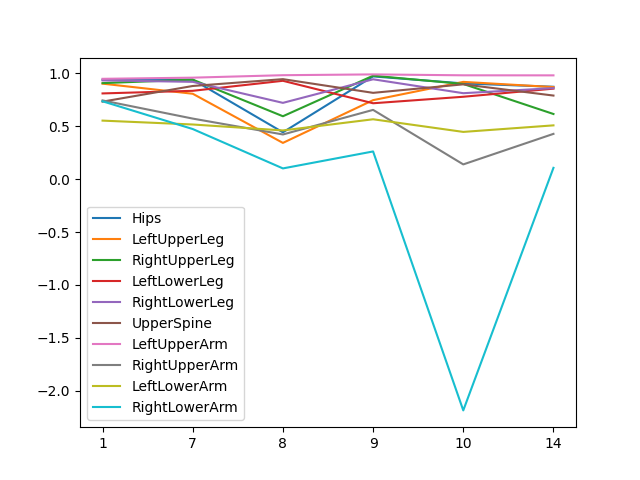 1.0
0.5
0.0
−0.5
−1.0
−1.5
−2.0
Hips
LeftUpperLeg
RightUpperLeg
LeftLowerLeg
RightLowerLeg
UpperSpine
LeftUpperArm
RightUpperArm
LeftLowerArm
RightLowerArm
1 7 8 9 10 14